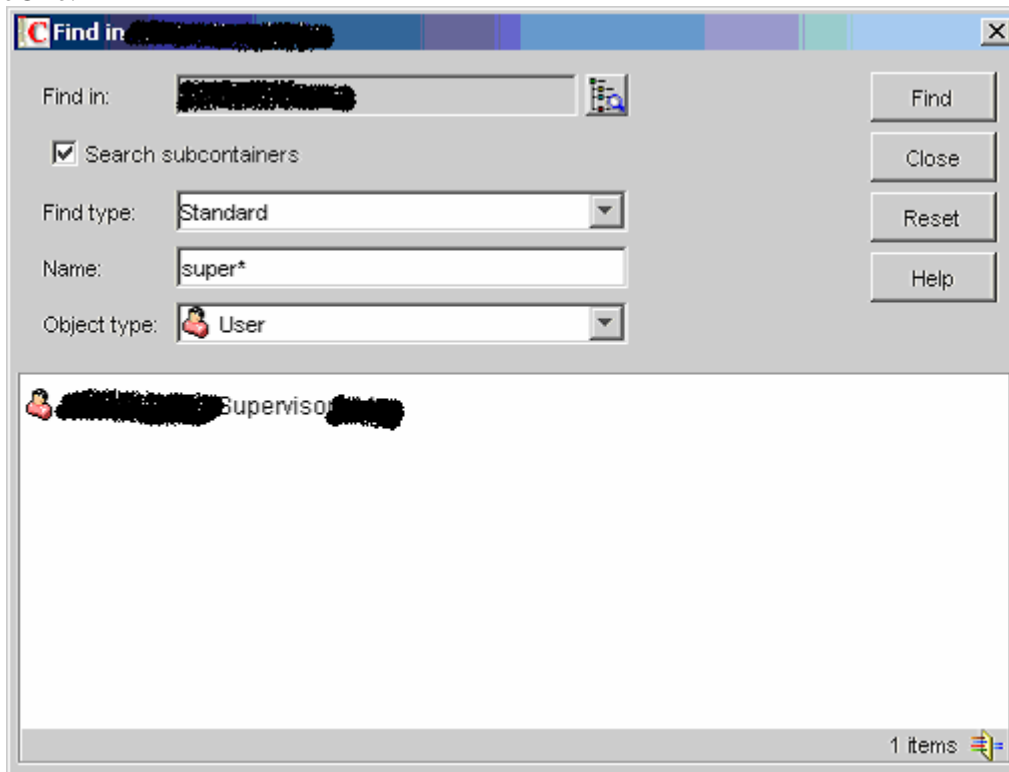 Find in
Find in:
Find
Search subcontainers
Close
Find type: Standard
Reset
Name: super*
Help
Object type: User
Supervisor
1 items